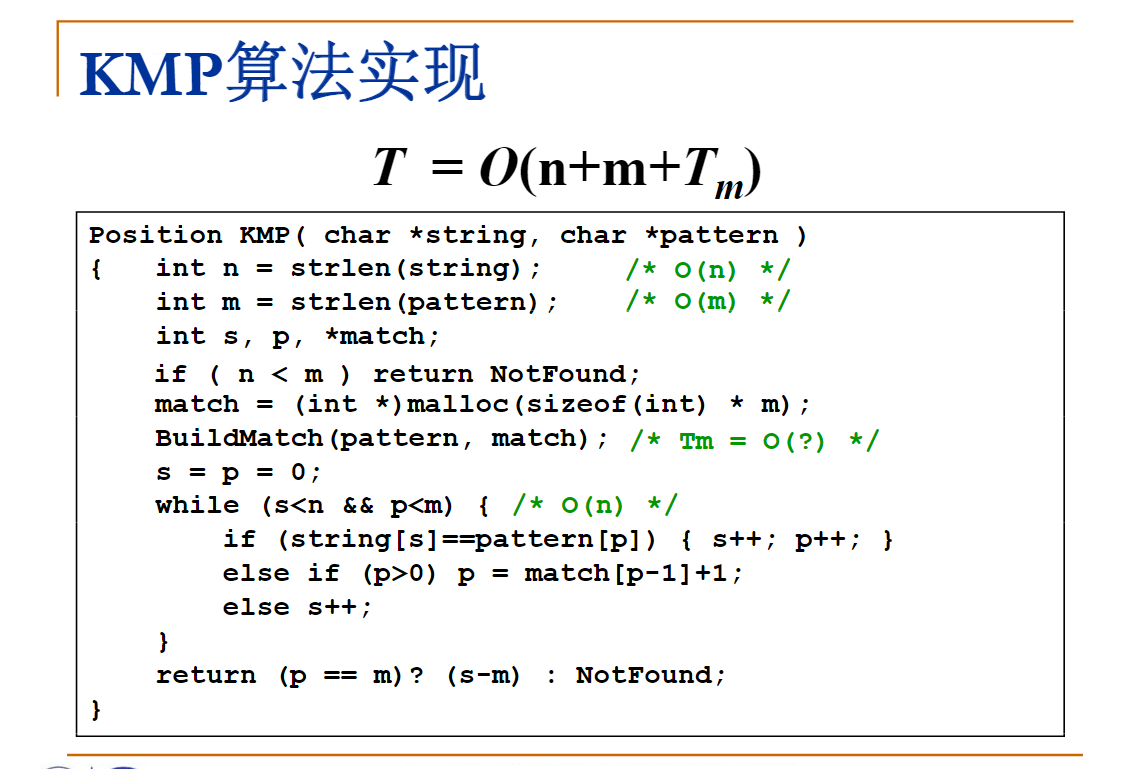 KMP算法实现
T = O(n+m+Tm)
Position KMP( char *string, char *pattern )
{ int n = strlen(string); /* O(n) */
int m = strlen(pattern); /* O(m) */
int s, p, *match;
if ( n < m ) return NotFound;
match = (int *)malloc(sizeof(int) * m);
BuildMatch(pattern, match); /* Tm = O(?) */
s = p = 0;
while (s<n && p<m) { /* O(n) */
if (string[s]==pattern[p]) { s++; p++; }
else if (p>0) p = match[p-1]+1;
else s++;
}
return (p == m)? (s-m) : NotFound;
}